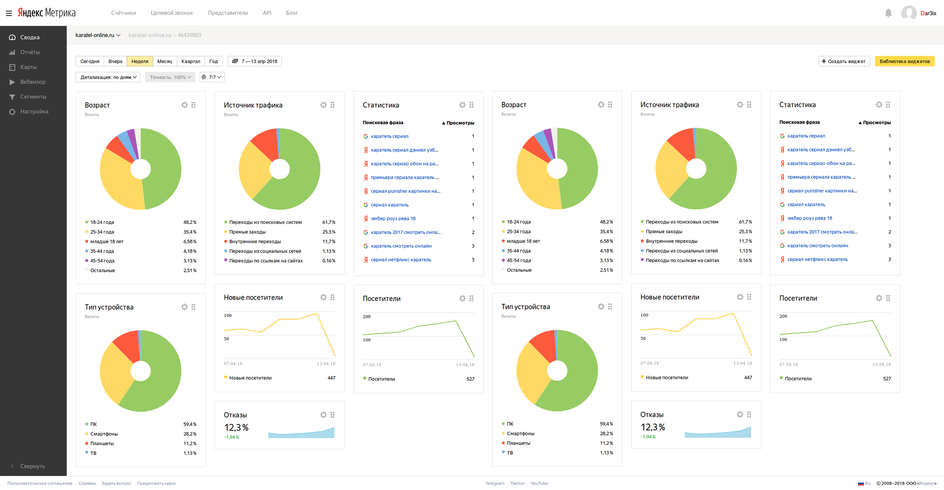 Яндекс Метрика
Счётчики Целевой звонок Представители API Блог
Dar3ix
Сводка
Отчёты
Карты
Вебвизор
Сегменты
Настройка
Свернуть
karatel-online.ru karatel-online.ru – 46439883
Сегодня Вчера Неделя Месяц Квартал Год 7 — 13 апр 2018
+ Создать виджет Библиотека виджетов
Детализация: по дням Точность: 100% 7/7
Возраст
Визиты
18-24 года 48,2%
25-34 года 35,4%
младше 18 лет 6,58%
35-44 года 4,18%
45-54 года 3,13%
Остальные 2,51%
Источник трафика
Визиты
Переходы из поисковых систем 61,7%
Прямые заходы 25,3%
Внутренние переходы 11,7%
Переходы из социальных сетей 1,13%
Переходы по ссылкам на сайтах 0,16%
Статистика
Поисковая фраза ▲ Просмотры
каратель сериал 1
каратель сериал дэниел уэб... 1
каратель сериэо обои на ра... 1
премьера сериала каратель ... 1
сериал punisher картинки на... 1
сериал каратель 1
эмбер роуз рева 18 1
каратель 2017 смотреть онла... 2
каратель смотреть онлайн 3
сериал нетфликс каратель 3
Возраст
Визиты
18-24 года 48,2%
25-34 года 35,4%
младше 18 лет 6,58%
35-44 года 4,18%
45-54 года 3,13%
Остальные 2,51%
Источник трафика
Визиты
Переходы из поисковых систем 61,7%
Прямые заходы 25,3%
Внутренние переходы 11,7%
Переходы из социальных сетей 1,13%
Переходы по ссылкам на сайтах 0,16%
Статистика
Поисковая фраза ▲ Просмотры
каратель сериал 1
каратель сериал дэниел уэб... 1
каратель сериэо обои на ра... 1
премьера сериала каратель ... 1
сериал punisher картинки на... 1
сериал каратель 1
эмбер роуз рева 18 1
каратель 2017 смотреть онла... 2
каратель смотреть онлайн 3
сериал нетфликс каратель 3
Тип устройства
Визиты
ПК 59,4%
Смартфоны 28,2%
Планшеты 11,2%
ТВ 1,13%
Новые посетители
100
50
07.04.18 13.04.18
Новые посетители 447
Отказы
12,3%
-1,94%
Посетители
200
100
07.04.18 13.04.18
Посетители 527
Тип устройства
Визиты
ПК 59,4%
Смартфоны 28,2%
Планшеты 11,2%
ТВ 1,13%
Новые посетители
100
50
07.04.18 13.04.18
Новые посетители 447
Отказы
12,3%
-1,94%
Посетители
200
100
07.04.18 13.04.18
Посетители 527
Пользовательское соглашение Справка Задать вопрос Предложить идею
Telegram Twitter YouTube
Ru © 2008–2018 ООО «Яндекс»